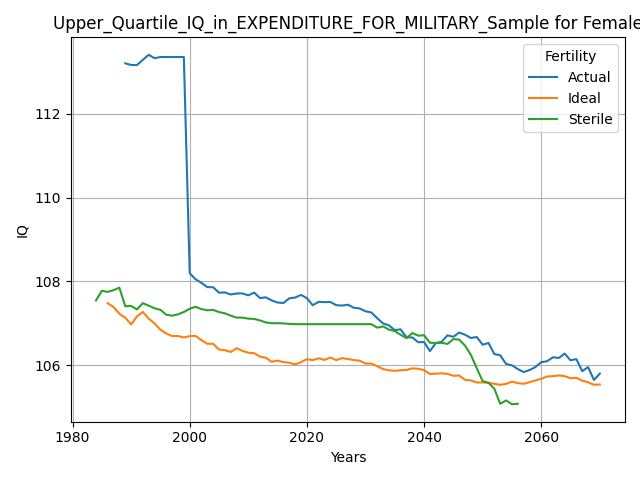 Upper_Quartile_IQ_in_EXPENDITURE_FOR_MILITARY_Sample for Female
Fertility
Actual
Ideal
Sterile
112
110
108
106
IQ
1980 2000 2020 2040 2060
Years